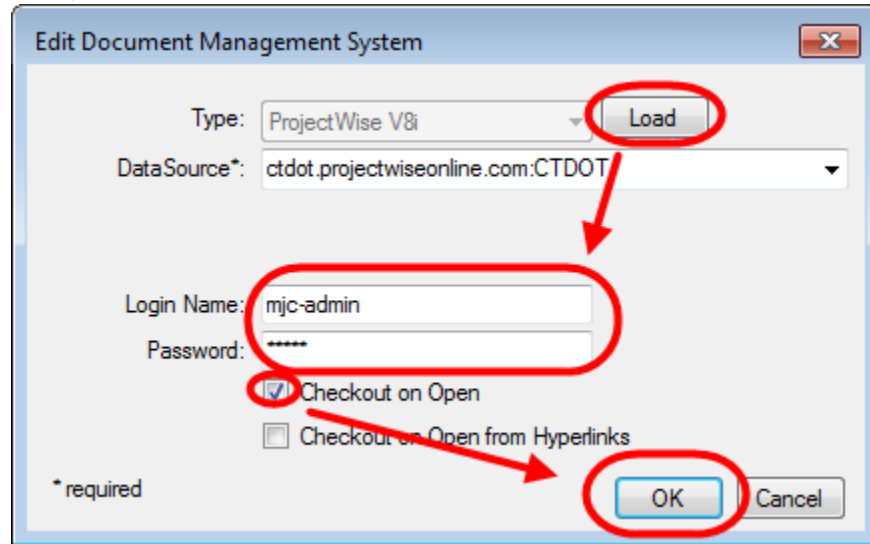 Edit Document Management System
Type: ProjectWise V8i Load
DataSource*: ctdot.projectwiseonline.com:CTDOT
Login Name: mjc-admin
Password: *****
Checkout on Open
Checkout on Open from Hyperlinks
* required OK Cancel